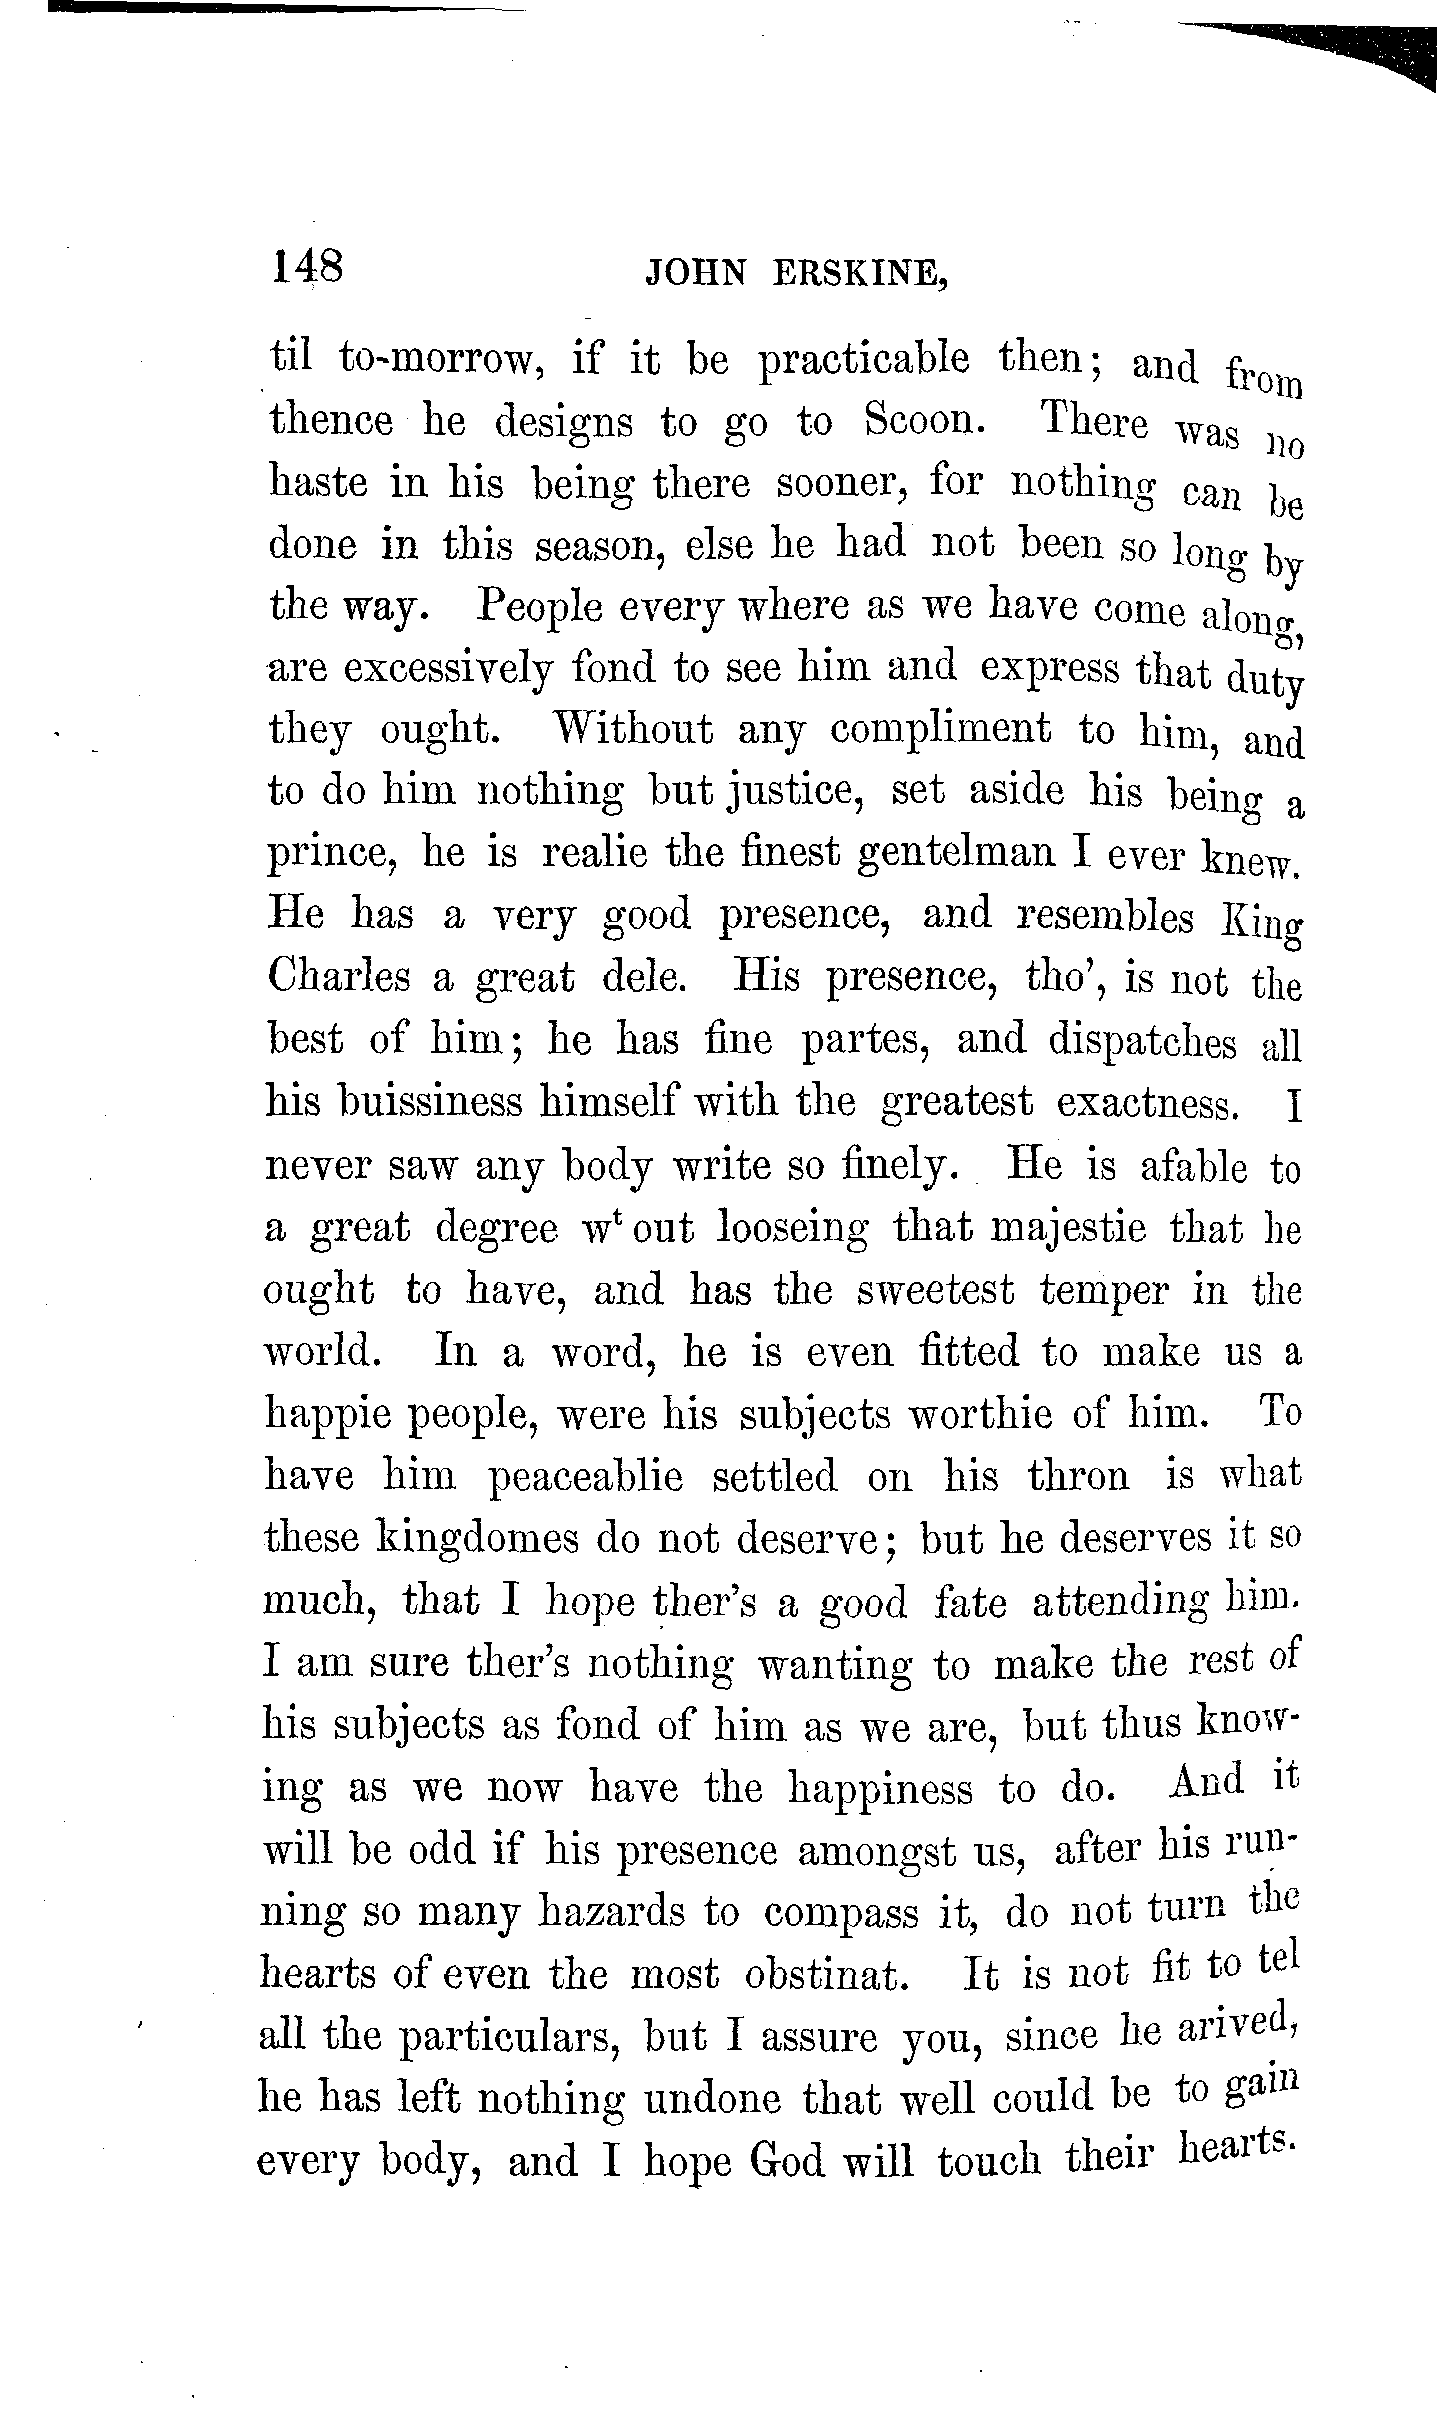 148 JOHN ERSKINE,
til to-morrow, if it be practicable then; and from
thence he designs to go to Scoon. There was no
haste in his being there sooner, for nothing can be
done in this season, else he had not been so long by
the way. People every where as we have come along,
are excessively fond to see him and express that duty
they ought. Without any compliment to him, and
to do him nothing but justice, set aside his being a
prince, he is realie the finest gentelman I ever knew.
He has a very good presence, and resembles King
Charles a great dele. His presence, tho', is not the
best of him; he has fine partes, and dispatches all
his buissiness himself with the greatest exactness. I
never saw any body write so finely. He is afable to
a great degree wᵗ out looseing that majestie that he
ought to have, and has the sweetest temper in the
world. In a word, he is even fitted to make us a
happie people, were his subjects worthie of him. To
have him peaceablie settled on his thron is what
these kingdomes do not deserve; but he deserves it so
much, that I hope ther's a good fate attending him.
I am sure ther's nothing wanting to make the rest of
his subjects as fond of him as we are, but thus know-
ing as we now have the happiness to do. And it
will be odd if his presence amongst us, after his run-
ning so many hazards to compass it, do not turn the
hearts of even the most obstinat. It is not fit to tel
all the particulars, but I assure you, since he arived,
he has left nothing undone that well could be to gain
every body, and I hope God will touch their hearts.